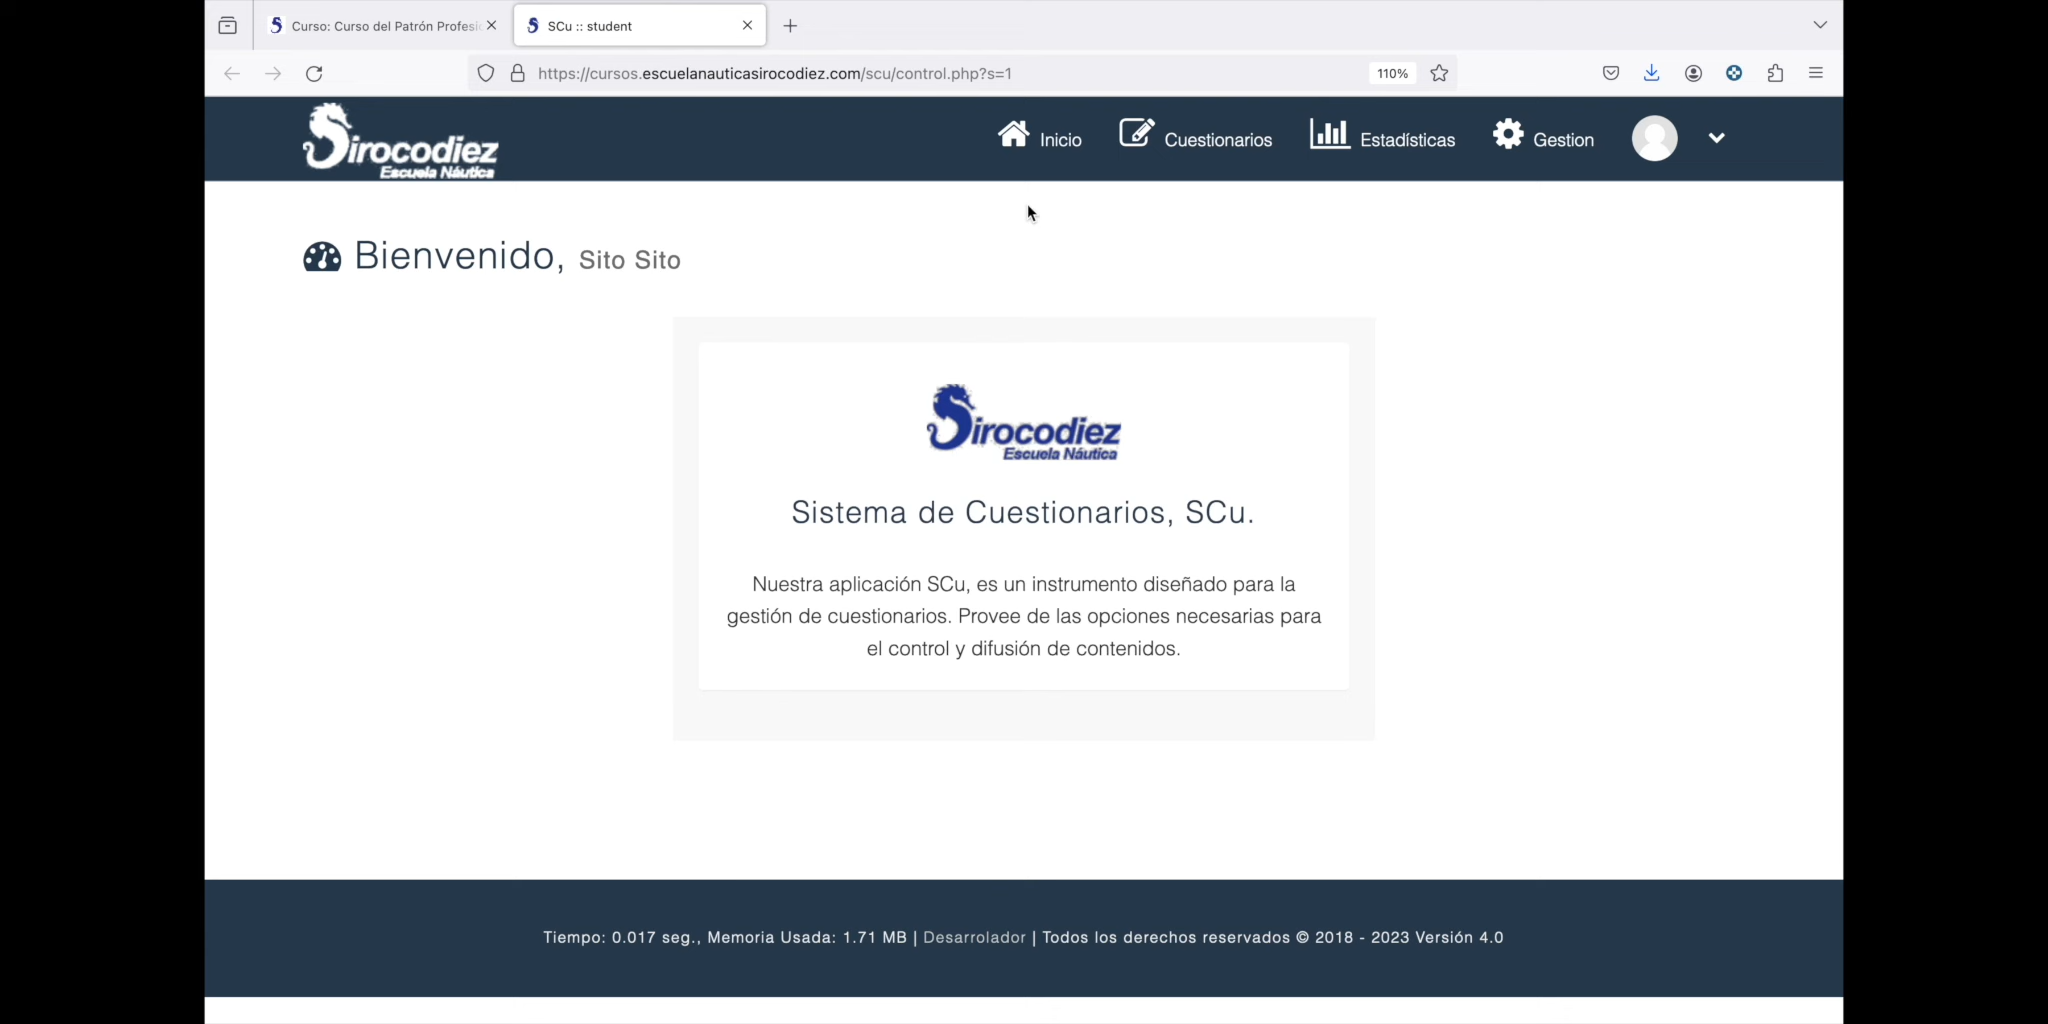 Curso: Curso del Patrón Profesi
SCu :: student
https://cursos.escuelanauticasirocodiez.com/scu/control.php?s=1
110%
Sirocodiez
Escuela Náutica
Inicio
Cuestionarios
Estadísticas
Gestion
Bienvenido, Sito Sito
Sirocodiez
Escuela Náutica
Sistema de Cuestionarios, SCu.
Nuestra aplicación SCu, es un instrumento diseñado para la
gestión de cuestionarios. Provee de las opciones necesarias para
el control y difusión de contenidos.
Tiempo: 0.017 seg., Memoria Usada: 1.71 MB | Desarrolador | Todos los derechos reservados © 2018 - 2023 Versión 4.0